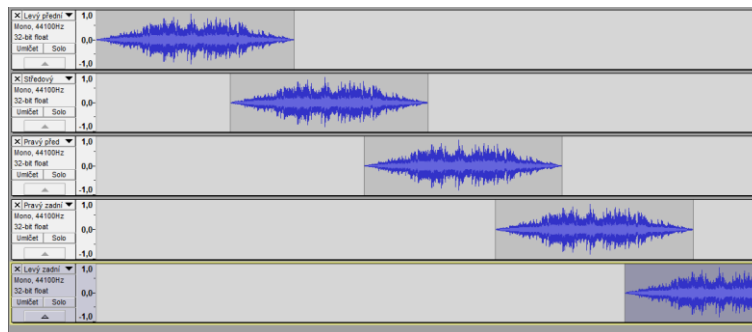 X Levý přední ▼ 1,0
Mono, 44100Hz
32-bit float 0,0-
Umlčet Solo
-1,0
X Středový ▼ 1,0
Mono, 44100Hz
32-bit float 0,0-
Umlčet Solo
-1,0
X Pravý před ▼ 1,0
Mono, 44100Hz
32-bit float 0,0-
Umlčet Solo
-1,0
X Pravý zadní ▼ 1,0
Mono, 44100Hz
32-bit float 0,0-
Umlčet Solo
-1,0
X Levý zadní ▼ 1,0
Mono, 44100Hz
32-bit float 0,0-
Umlčet Solo
-1,0